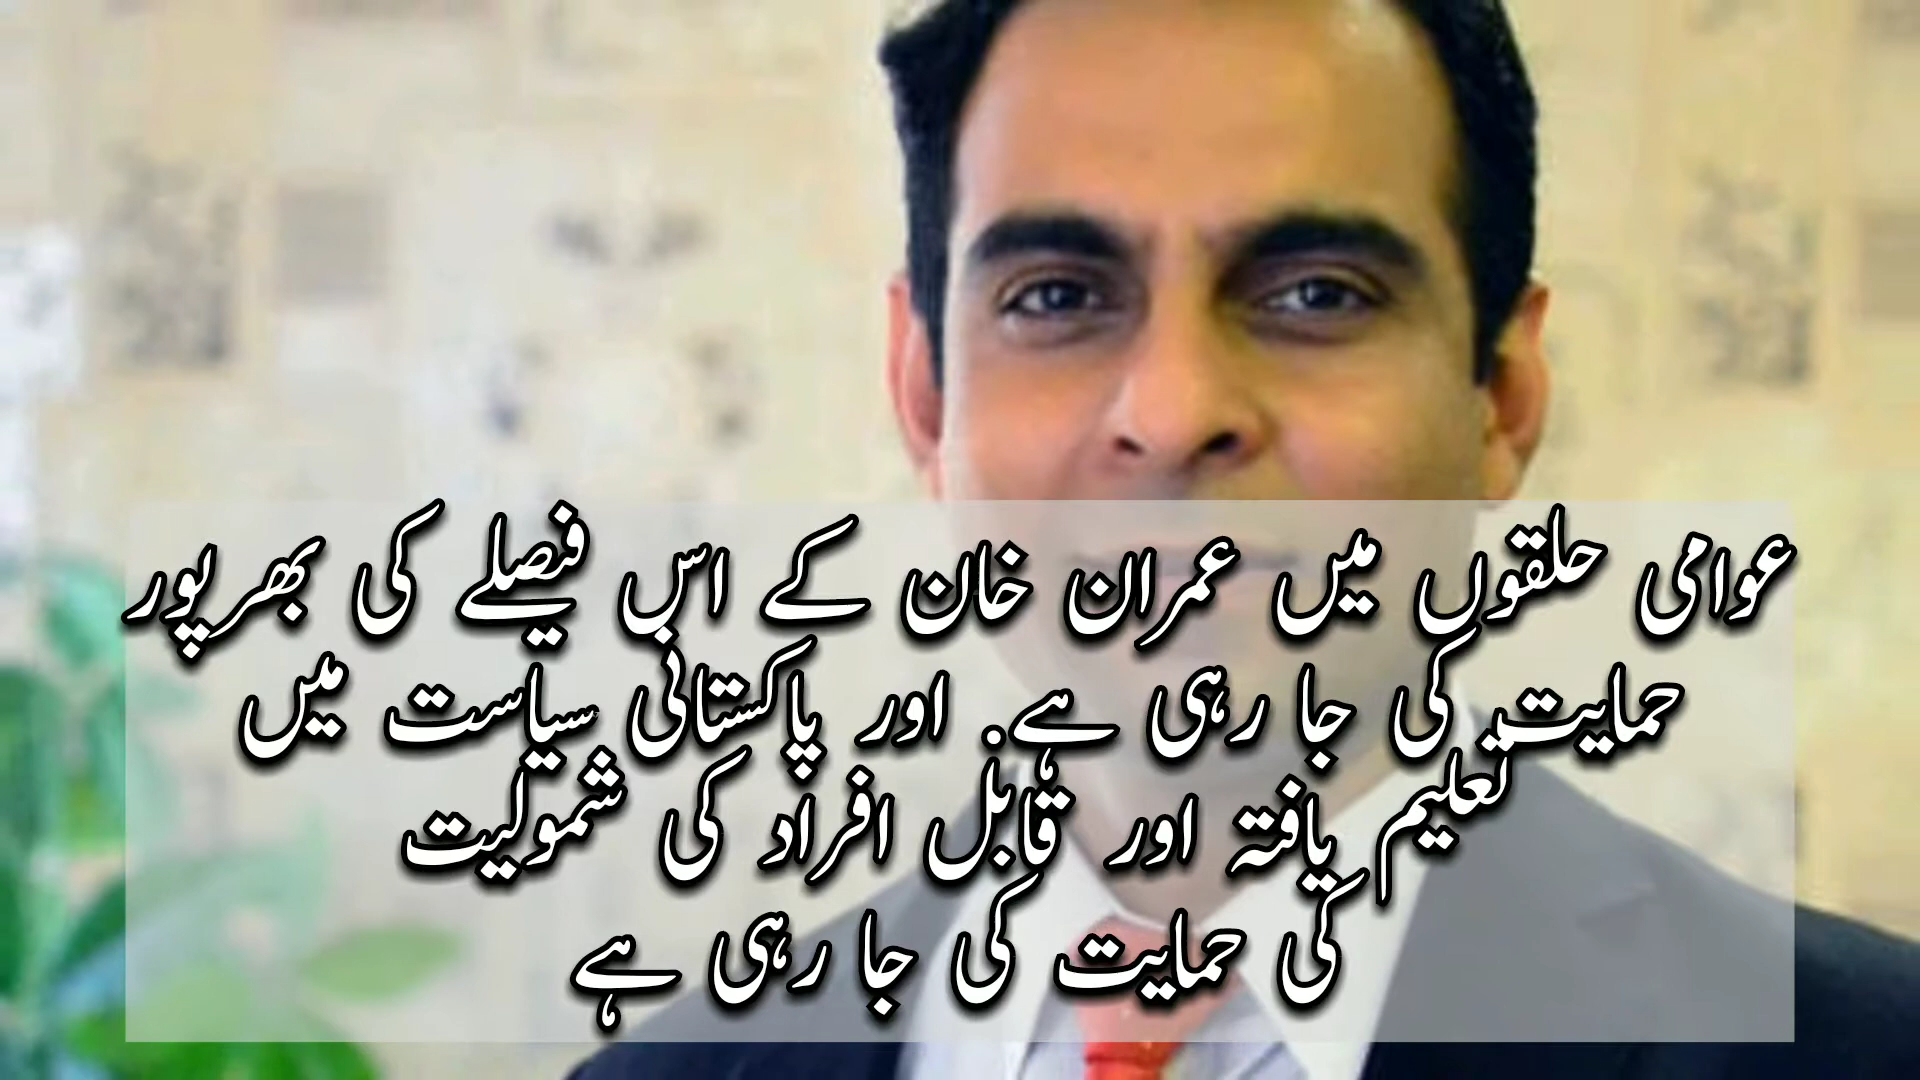 عوامی حلقوں میں عمران خان کے اس فیصلے کی بھرپور
حمایت کی جا رہی ہے. اور پاکستانی سیاست میں
تعلیم یافتہ اور قابل افراد کی شمولیت
کی حمایت کی جا رہی ہے